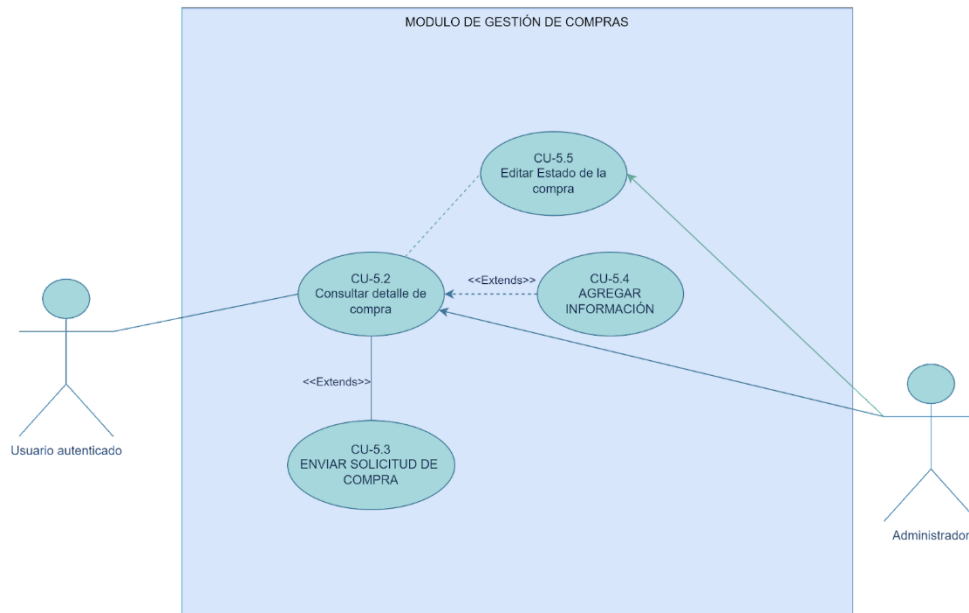 MODULO DE GESTIÓN DE COMPRAS
CU-5.5
Editar Estado de la
compra
CU-5.2
Consultar detalle de
compra
<<Extends>>
CU-5.4
AGREGAR
INFORMACIÓN
<<Extends>>
CU-5.3
ENVIAR SOLICITUD DE
COMPRA
Usuario autenticado
Administrador